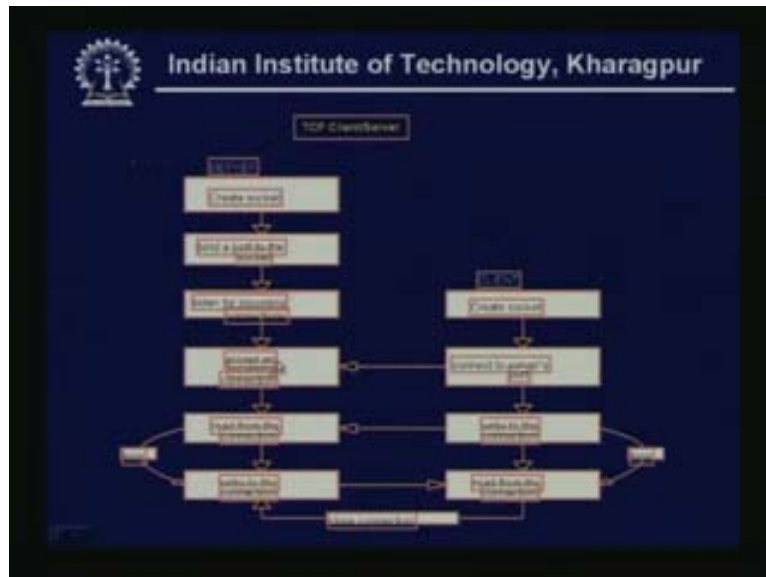 Indian Institute of Technology, Kharagpur
TCP Client/Server
SERVER
Create socket
bind a port to the
socket
listen for incoming
CLIENT
Create socket
accept an
incoming
connection
connect to server's
port
read from the
connection
write to the
connection
write to the
connection
read from the
connection
close connection